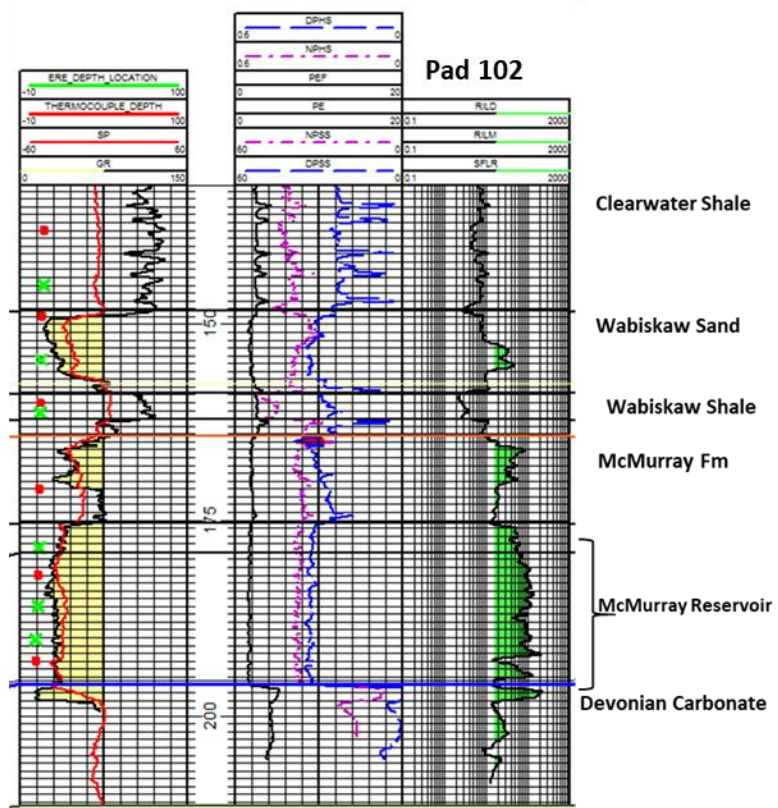 Pad 102
DPHS
0.6 0
NPHS
0.6 0
PEF
0 20
PE
0 20
NPSS
60 0
DPSS
60 0
ERE_DEPTH_LOCATION
-10 100
THERMOCOUPLE_DEPTH
-10 100
SP
-60 60
GR
0 150
RILD
0.1 2000
RILM
0.1 2000
SFLR
2000
Clearwater Shale
150
Wabiskaw Sand
Wabiskaw Shale
McMurray Fm
175
McMurray Reservoir
Devonian Carbonate
200